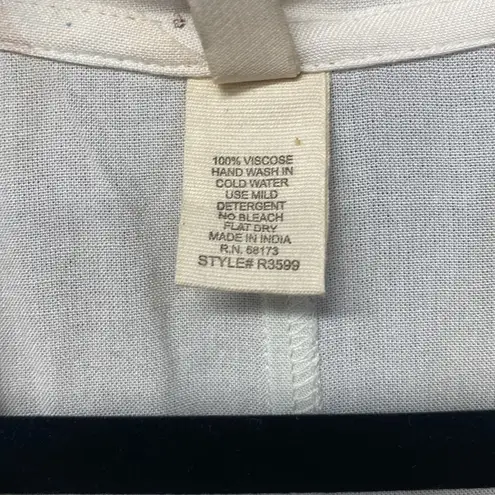 100% VISCOSE
HAND WASH IN
COLD WATER
USE MILD
DETERGENT
NO BLEACH
FLAT DRY
MADE IN INDIA
R.N. 68173
STYLE# R3599